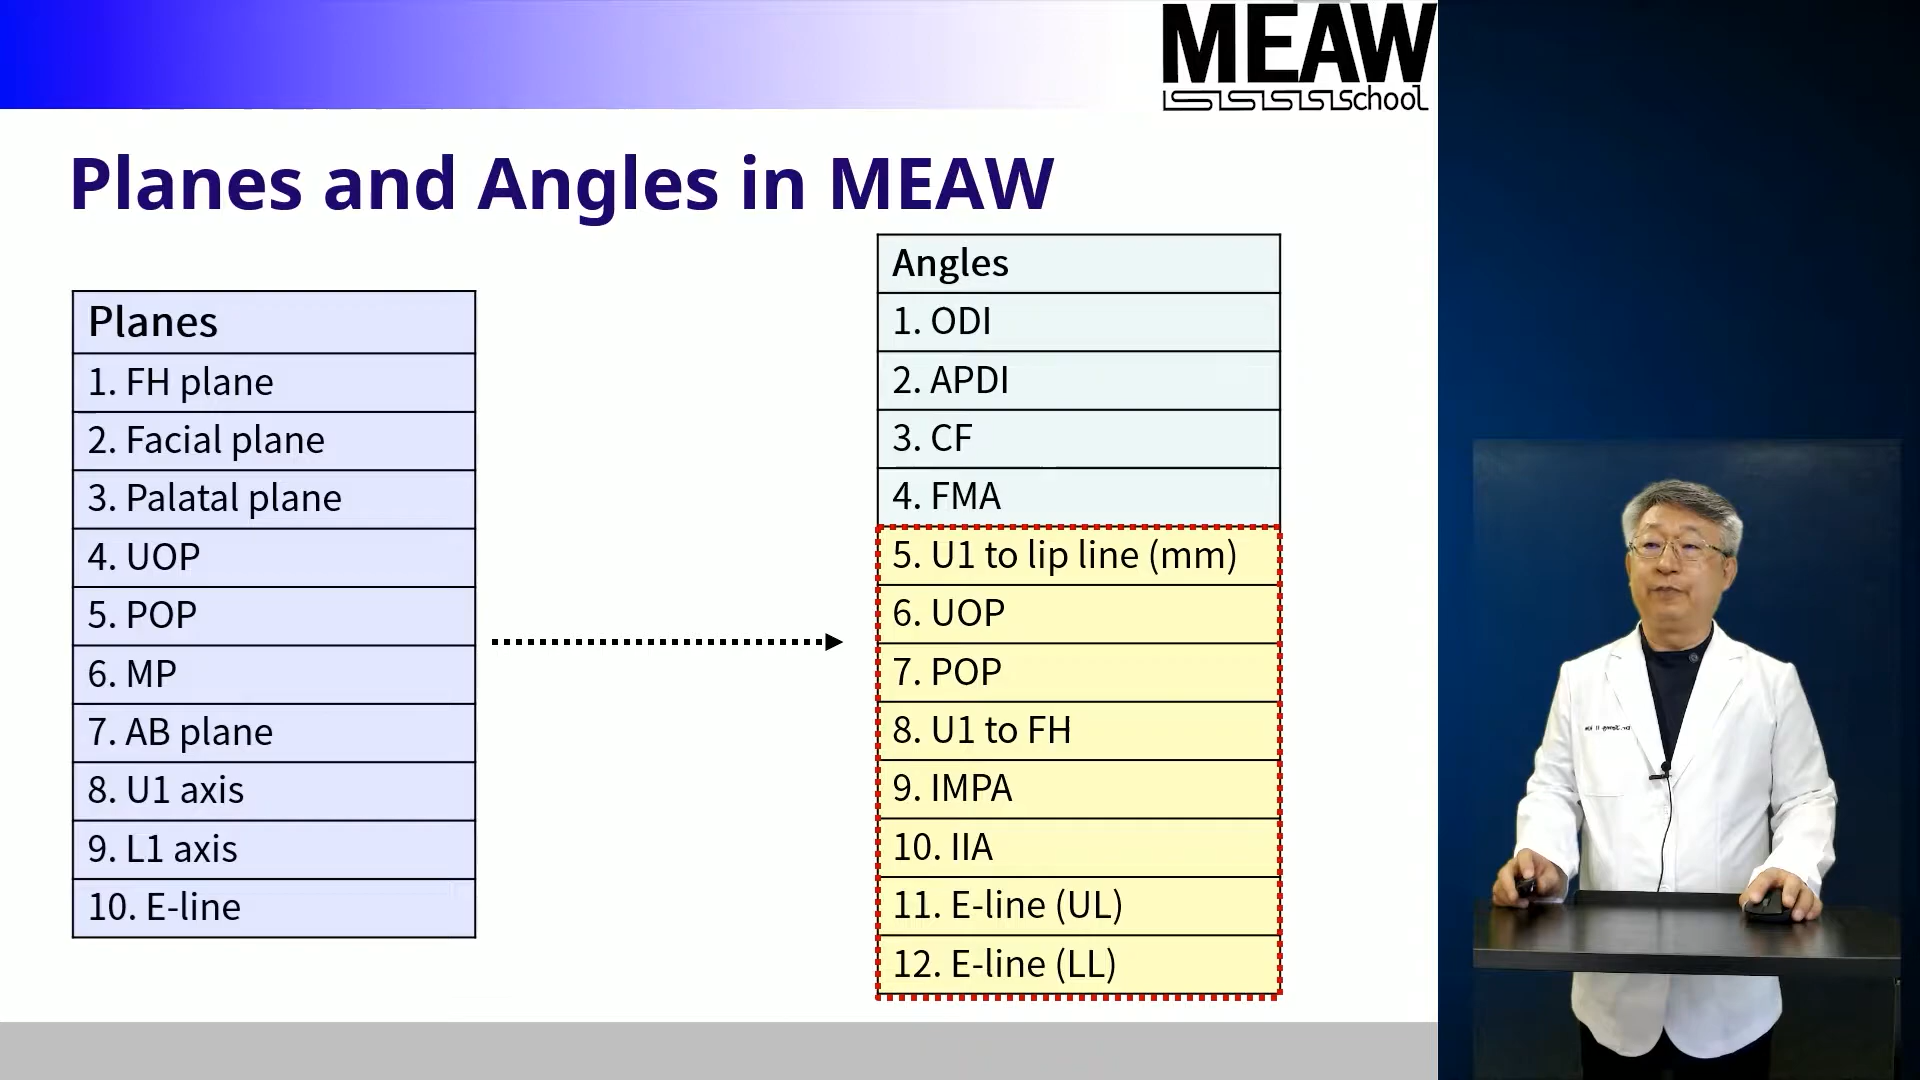 MEAW
school
Planes and Angles in MEAW
Planes
1. FH plane
2. Facial plane
3. Palatal plane
4. UOP
5. POP
6. MP
7. AB plane
8. U1 axis
9. L1 axis
10. E-line
Angles
1. ODI
2. APDI
3. CF
4. FMA
5. U1 to lip line (mm)
6. UOP
7. POP
8. U1 to FH
9. IMPA
10. IIA
11. E-line (UL)
12. E-line (LL)